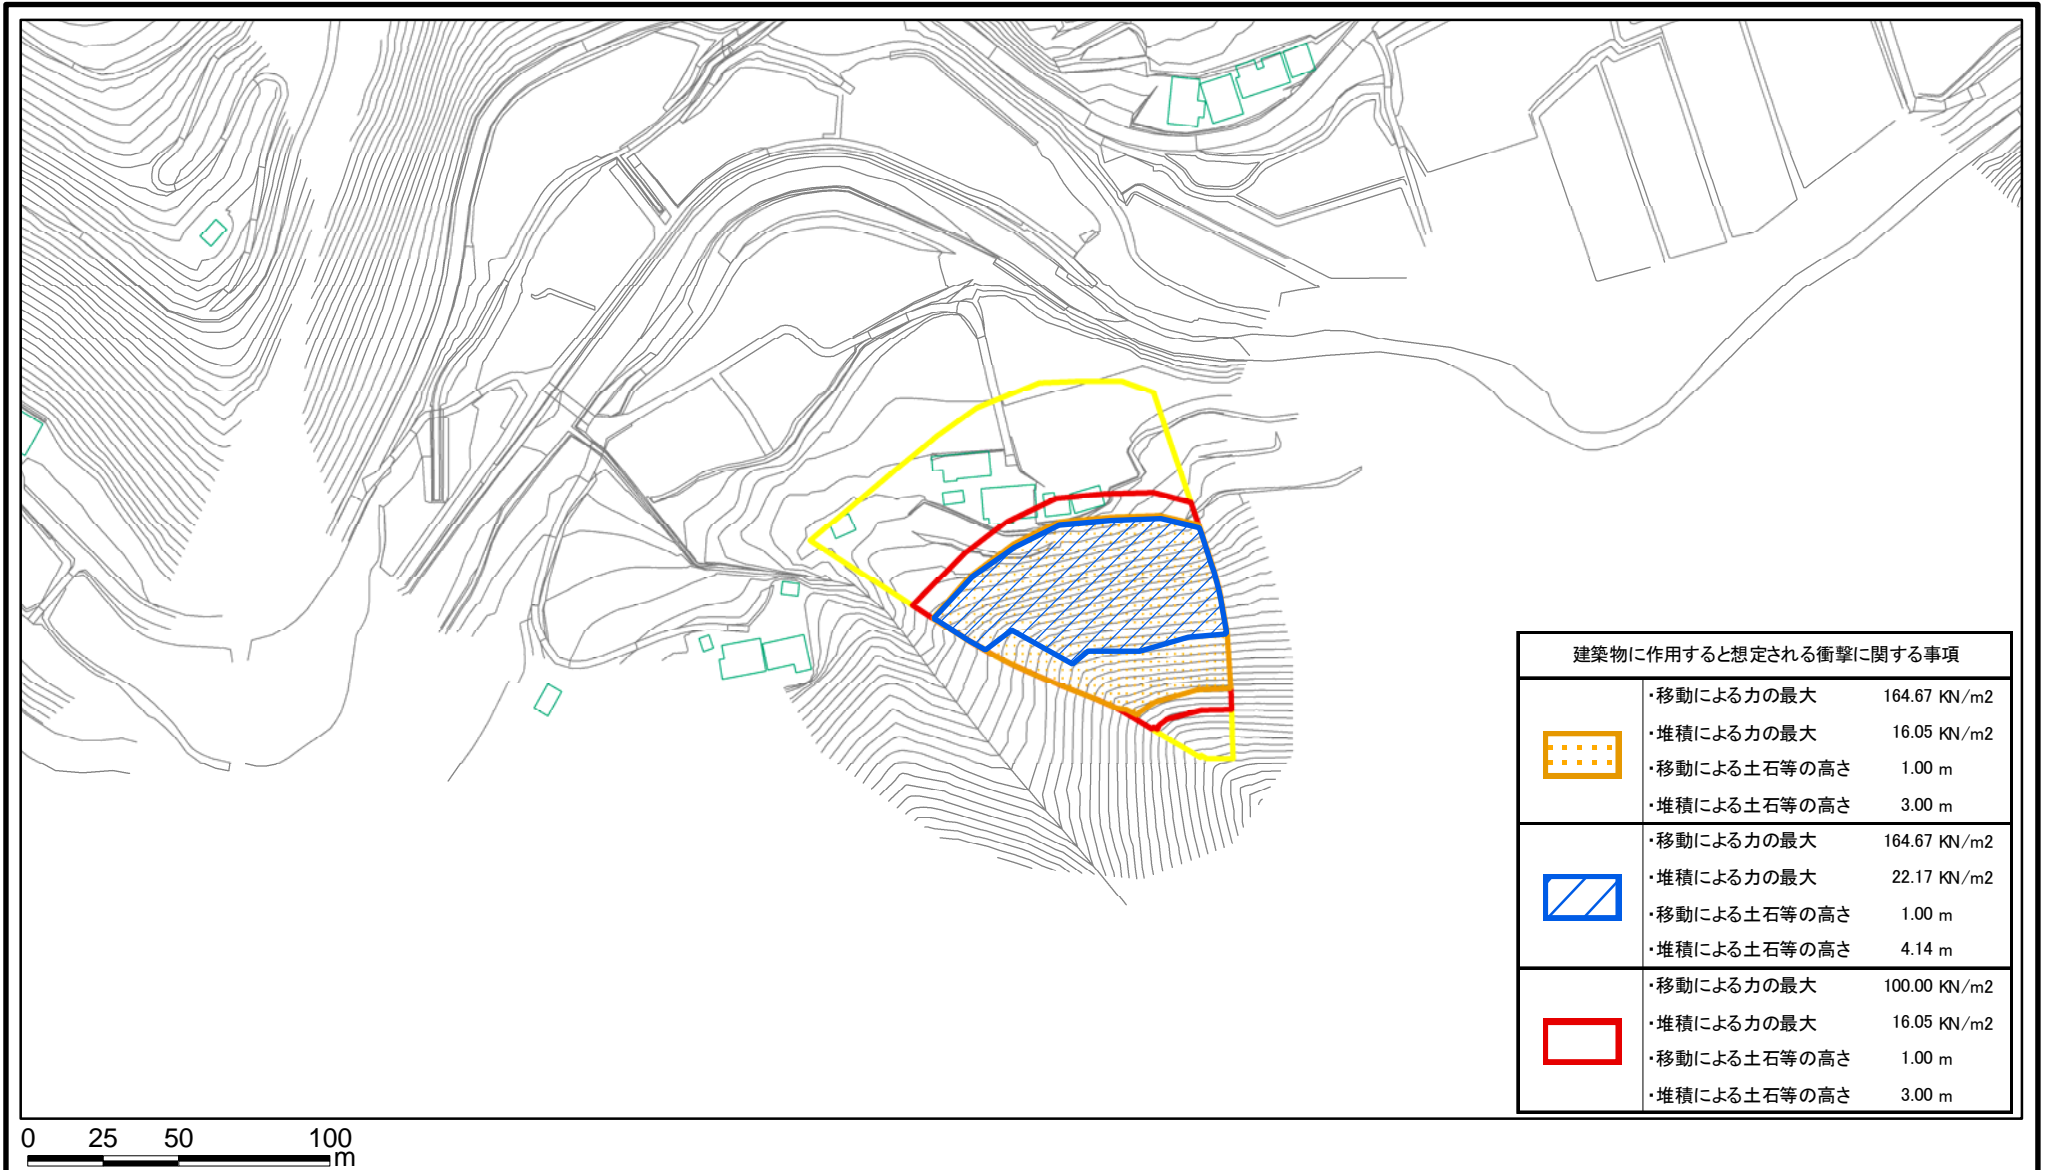 建築物に作用すると想定される衝撃に関する事項
・移動による力の最大 164.67 KN/m2
・堆積による力の最大 16.05 KN/m2
・移動による土石等の高さ 1.00 m
・堆積による土石等の高さ 3.00 m
・移動による力の最大 164.67 KN/m2
・堆積による力の最大 22.17 KN/m2
・移動による土石等の高さ 1.00 m
・堆積による土石等の高さ 4.14 m
・移動による力の最大 100.00 KN/m2
・堆積による力の最大 16.05 KN/m2
・移動による土石等の高さ 1.00 m
・堆積による土石等の高さ 3.00 m
0 25 50 100
m